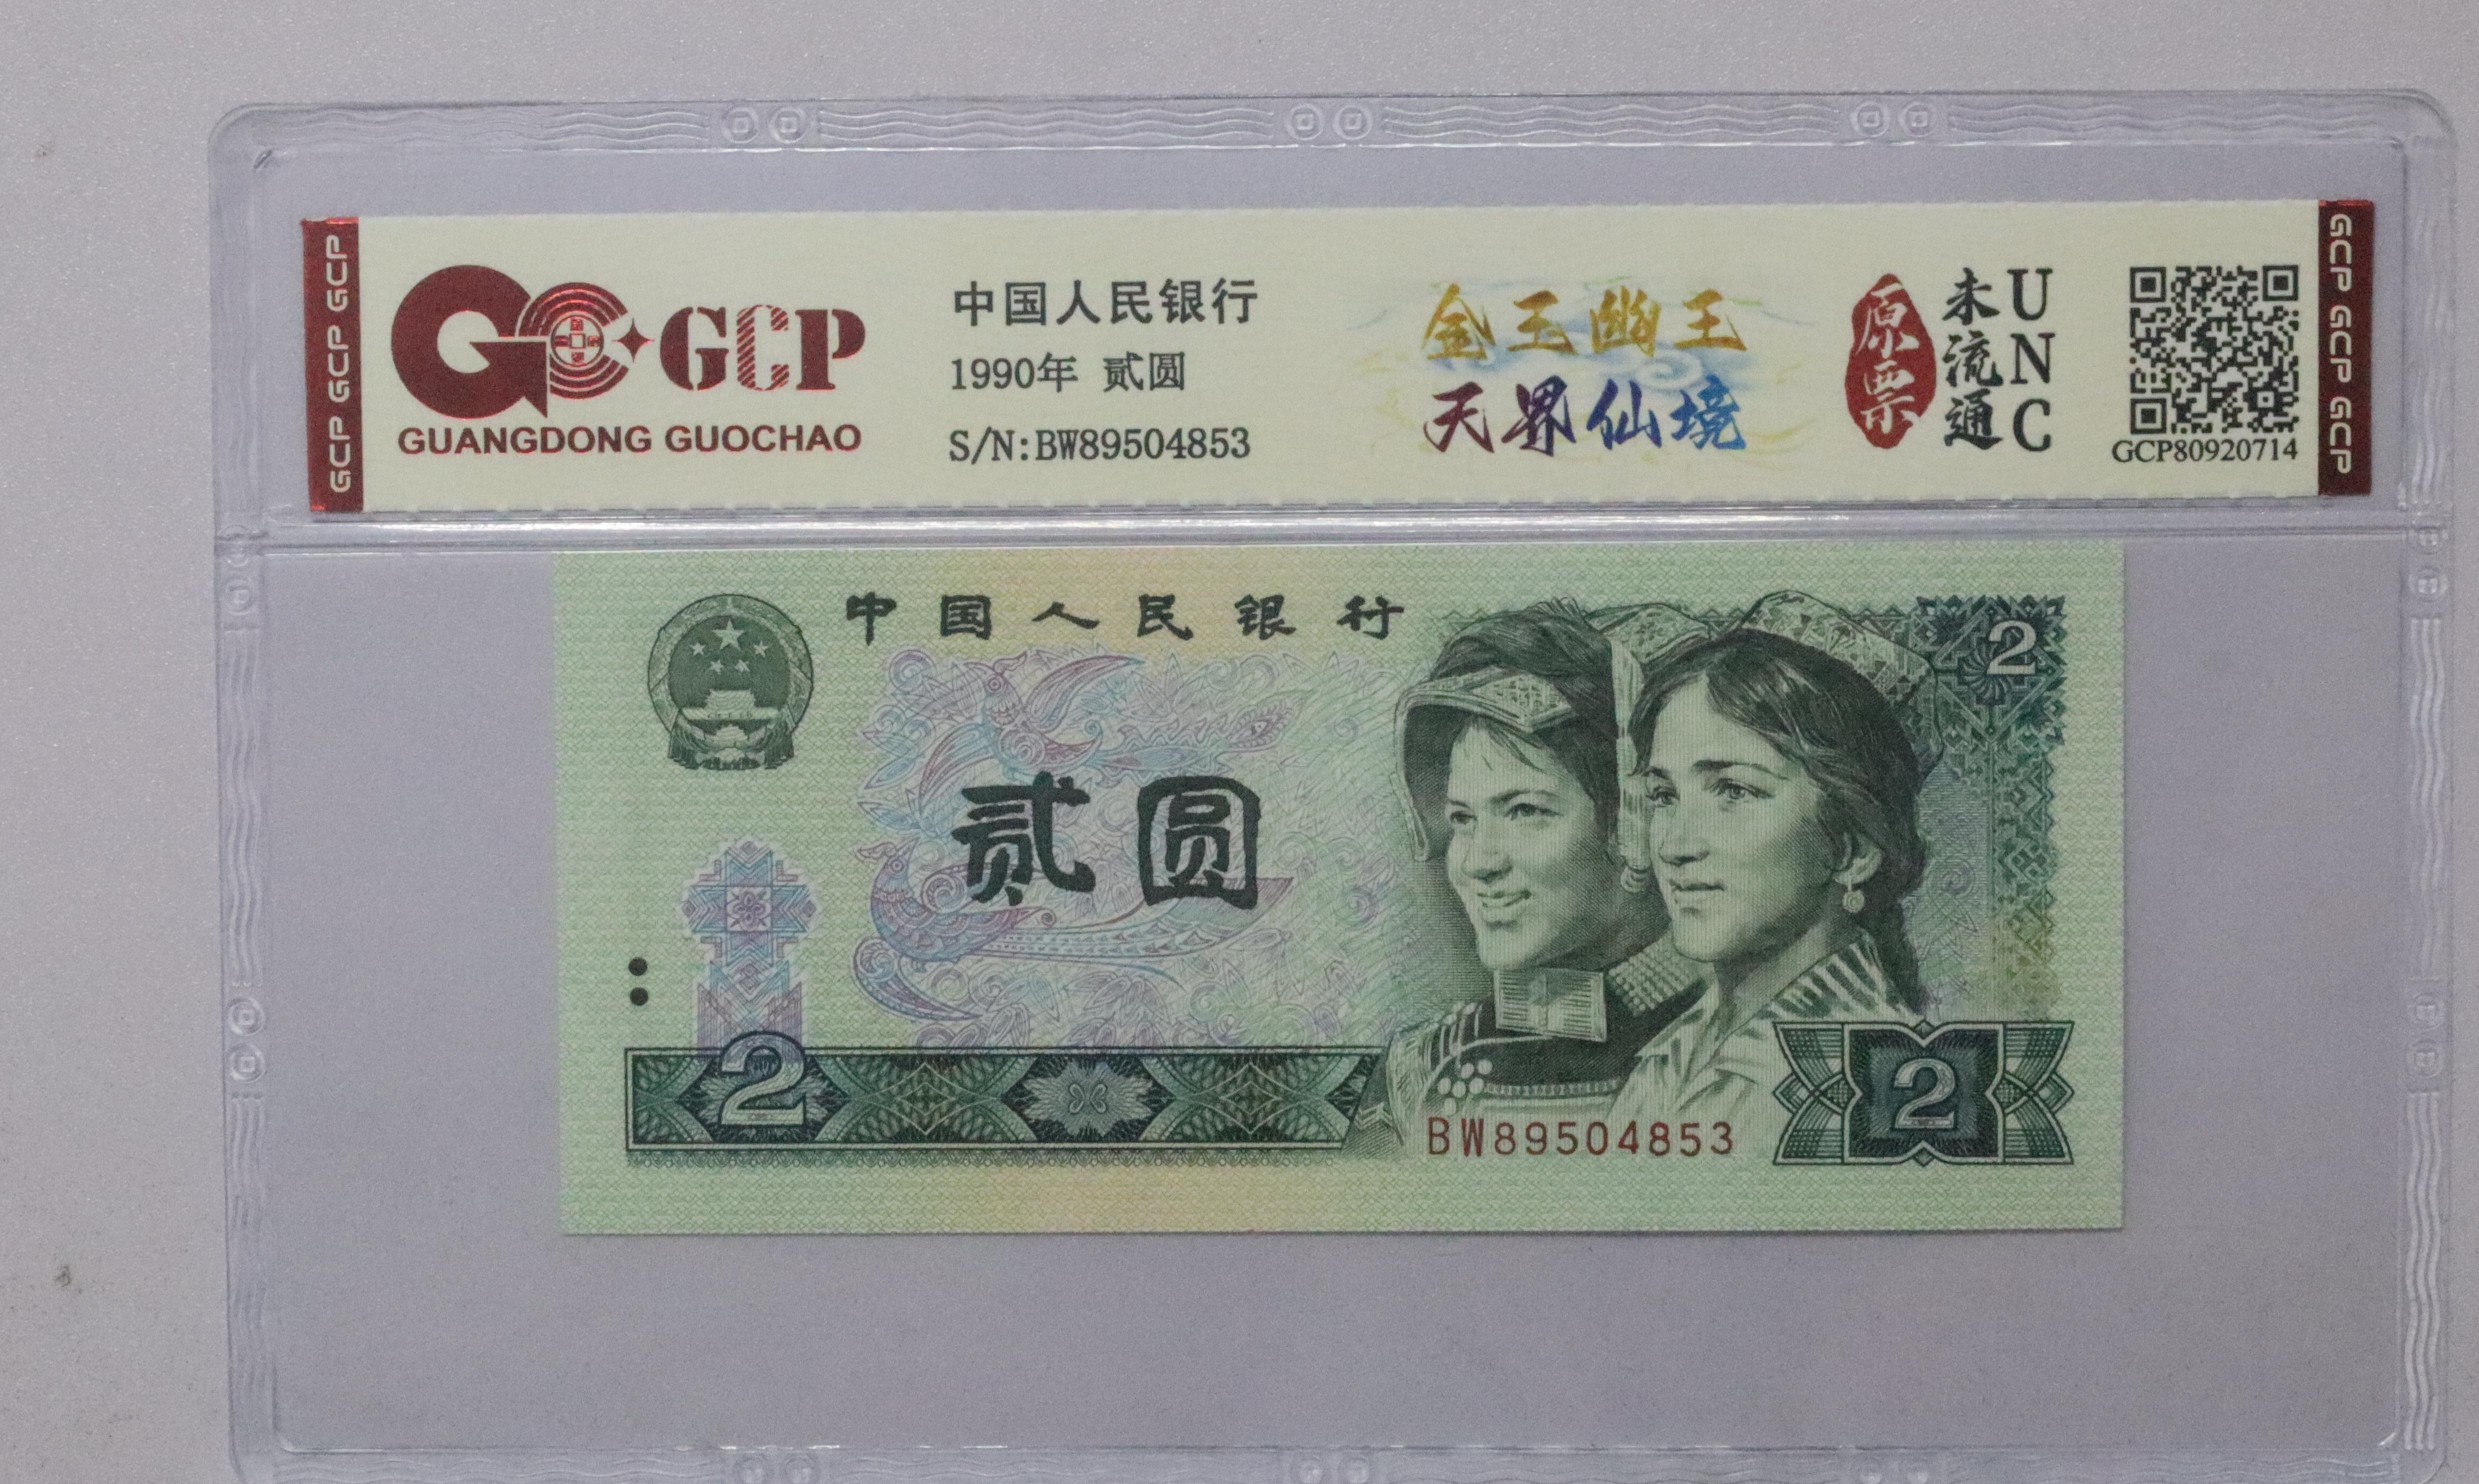 GCP GCP GCP
GCP
GUANGDONG GUOCHAO
中国人民银行
1990年 贰圆
S/N:BW89504853
金玉幽王
天界仙境
原票
未流通
UNC
GCP80920714
GCP GCP GCP
中国人民银行
2
贰圆
2
BW89504853
2